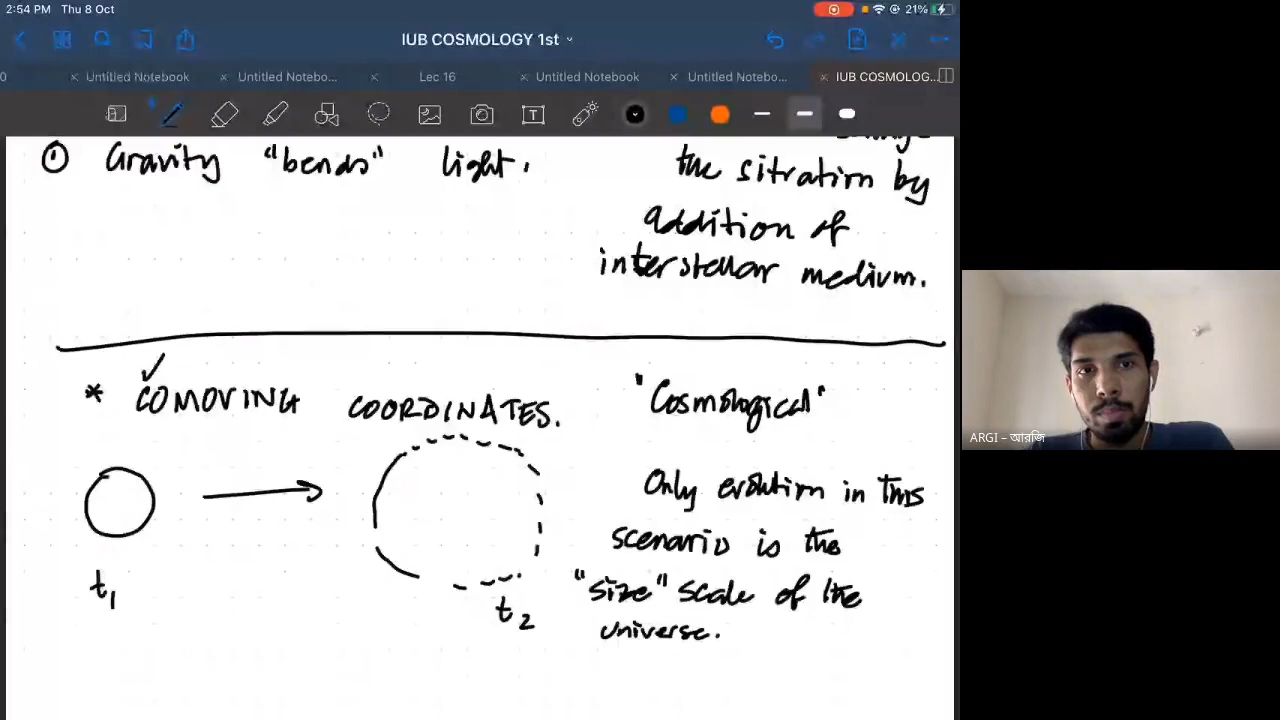 2:54 PM Thu 8 Oct
21%
IUB COSMOLOGY 1st
0
Untitled Notebook
Untitled Notebo...
Lec 16
Untitled Notebook
Untitled Notebo...
IUB COSMOLOG...
① Gravity "bends" light.
the sitration by
addition of
interstellar medium.
* COMOVING COORDINATES.
"Cosmological"
Only evolution in this
scenario is the
"size" scale of the
universe.
t1
t2
ARGI – আরজি